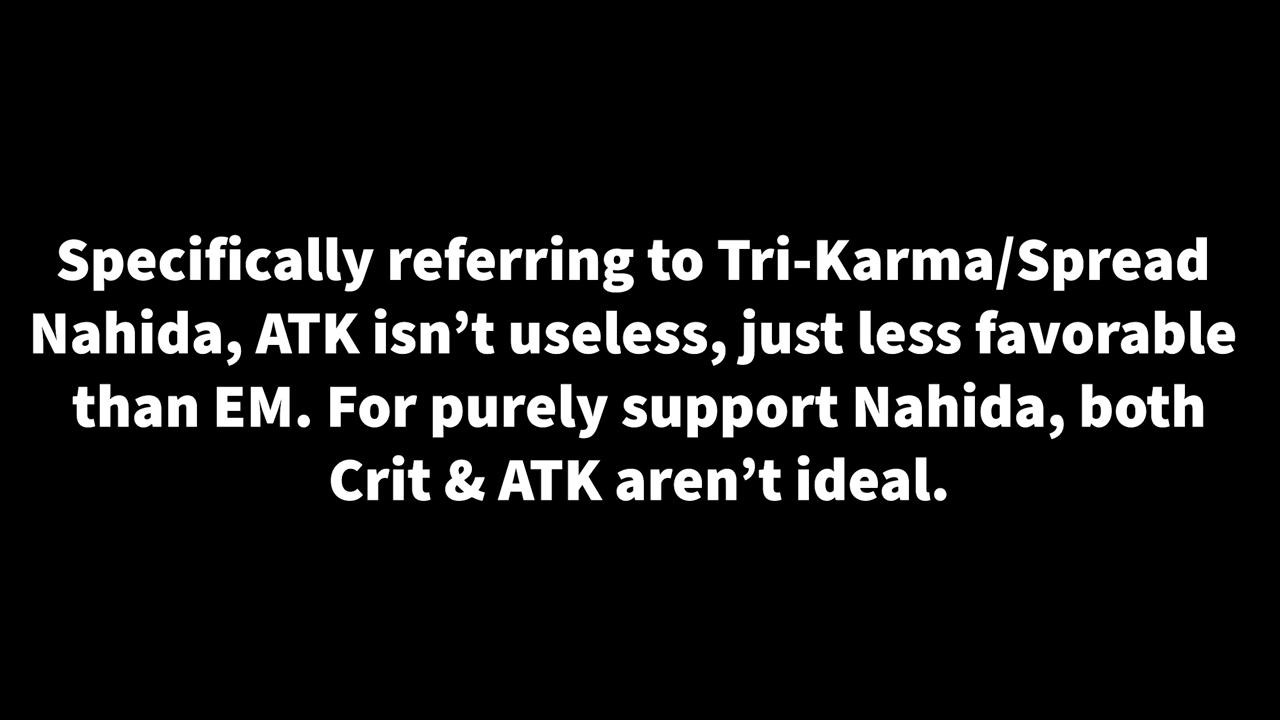 Specifically referring to Tri-Karma/Spread
Nahida, ATK isn’t useless, just less favorable
than EM. For purely support Nahida, both
Crit & ATK aren’t ideal.